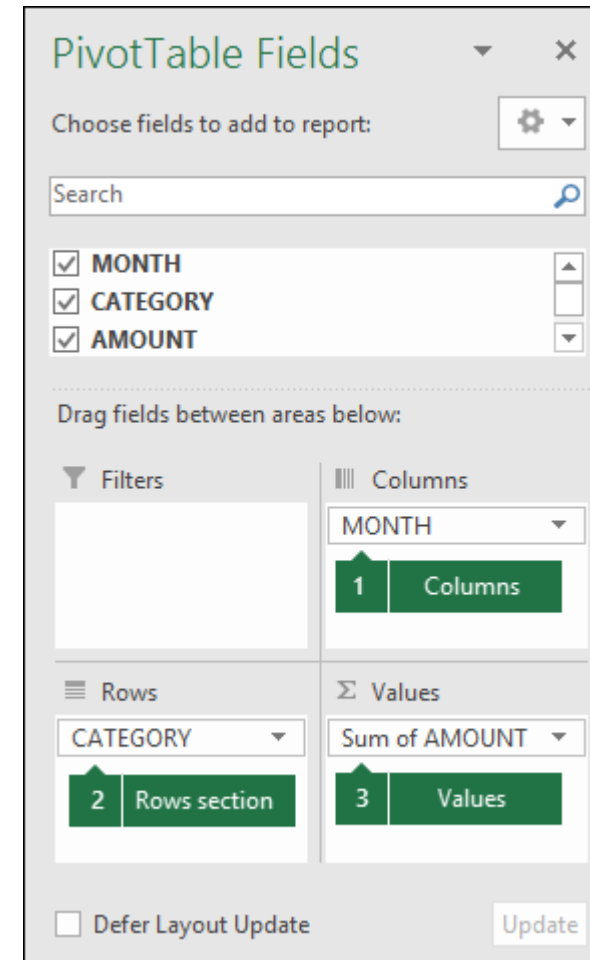 PivotTable Fields
Choose fields to add to report:
Search
MONTH
CATEGORY
AMOUNT
Drag fields between areas below:
Filters
Columns
MONTH
1 Columns
Rows
Σ Values
CATEGORY
Sum of AMOUNT
2 Rows section
3 Values
Defer Layout Update
Update